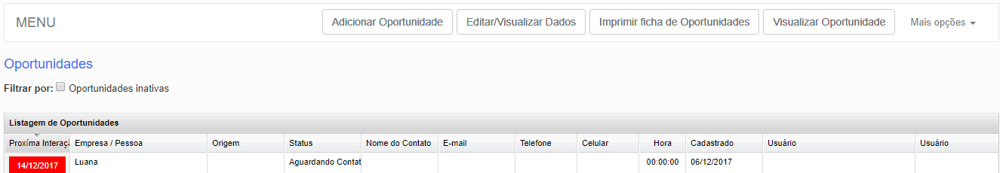 MENU Adicionar Oportunidade Editar/Visualizar Dados Imprimir ficha de Oportunidades Visualizar Oportunidade Mais opções
Oportunidades
Filtrar por: Oportunidades inativas
Listagem de Oportunidades
Proxíma Interaçã Empresa / Pessoa Origem Status Nome do Contato E-mail Telefone Celular Hora Cadastrado Usuário Usuário
14/12/2017 Luana Aguardando Contat 00:00:00 06/12/2017